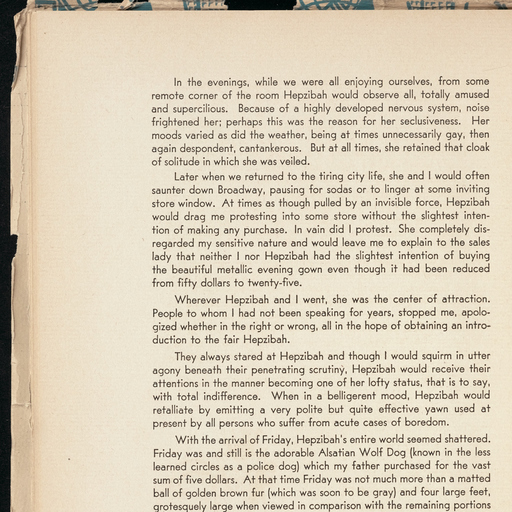 In the evenings, while we were all enjoying ourselves, from some
remote corner of the room Hepzibah would observe all, totally amused
and supercilious. Because of a highly developed nervous system, noise
frightened her; perhaps this was the reason for her seclusiveness. Her
moods varied as did the weather, being at times unnecessarily gay, then
again despondent, cantankerous. But at all times, she retained that cloak
of solitude in which she was veiled.
Later when we returned to the tiring city life, she and I would often
saunter down Broadway, pausing for sodas or to linger at some inviting
store window. At times as though pulled by an invisible force, Hepzibah
would drag me protesting into some store without the slightest inten-
tion of making any purchase. In vain did I protest. She completely dis-
regarded my sensitive nature and would leave me to explain to the sales
lady that neither I nor Hepzibah had the slightest intention of buying
the beautiful metallic evening gown even though it had been reduced
from fifty dollars to twenty-five.
Wherever Hepzibah and I went, she was the center of attraction.
People to whom I had not been speaking for years, stopped me, apolo-
gized whether in the right or wrong, all in the hope of obtaining an intro-
duction to the fair Hepzibah.
They always stared at Hepzibah and though I would squirm in utter
agony beneath their penetrating scrutiny, Hepzibah would receive their
attentions in the manner becoming one of her lofty status, that is to say,
with total indifference. When in a belligerent mood, Hepzibah would
retalliate by emitting a very polite but quite effective yawn used at
present by all persons who suffer from acute cases of boredom.
With the arrival of Friday, Hepzibah's entire world seemed shattered.
Friday was and still is the adorable Alsatian Wolf Dog (known in the less
learned circles as a police dog) which my father purchased for the vast
sum of five dollars. At that time Friday was not much more than a matted
ball of golden brown fur (which was soon to be gray) and four large feet,
grotesquely large when viewed in comparison with the remaining portions